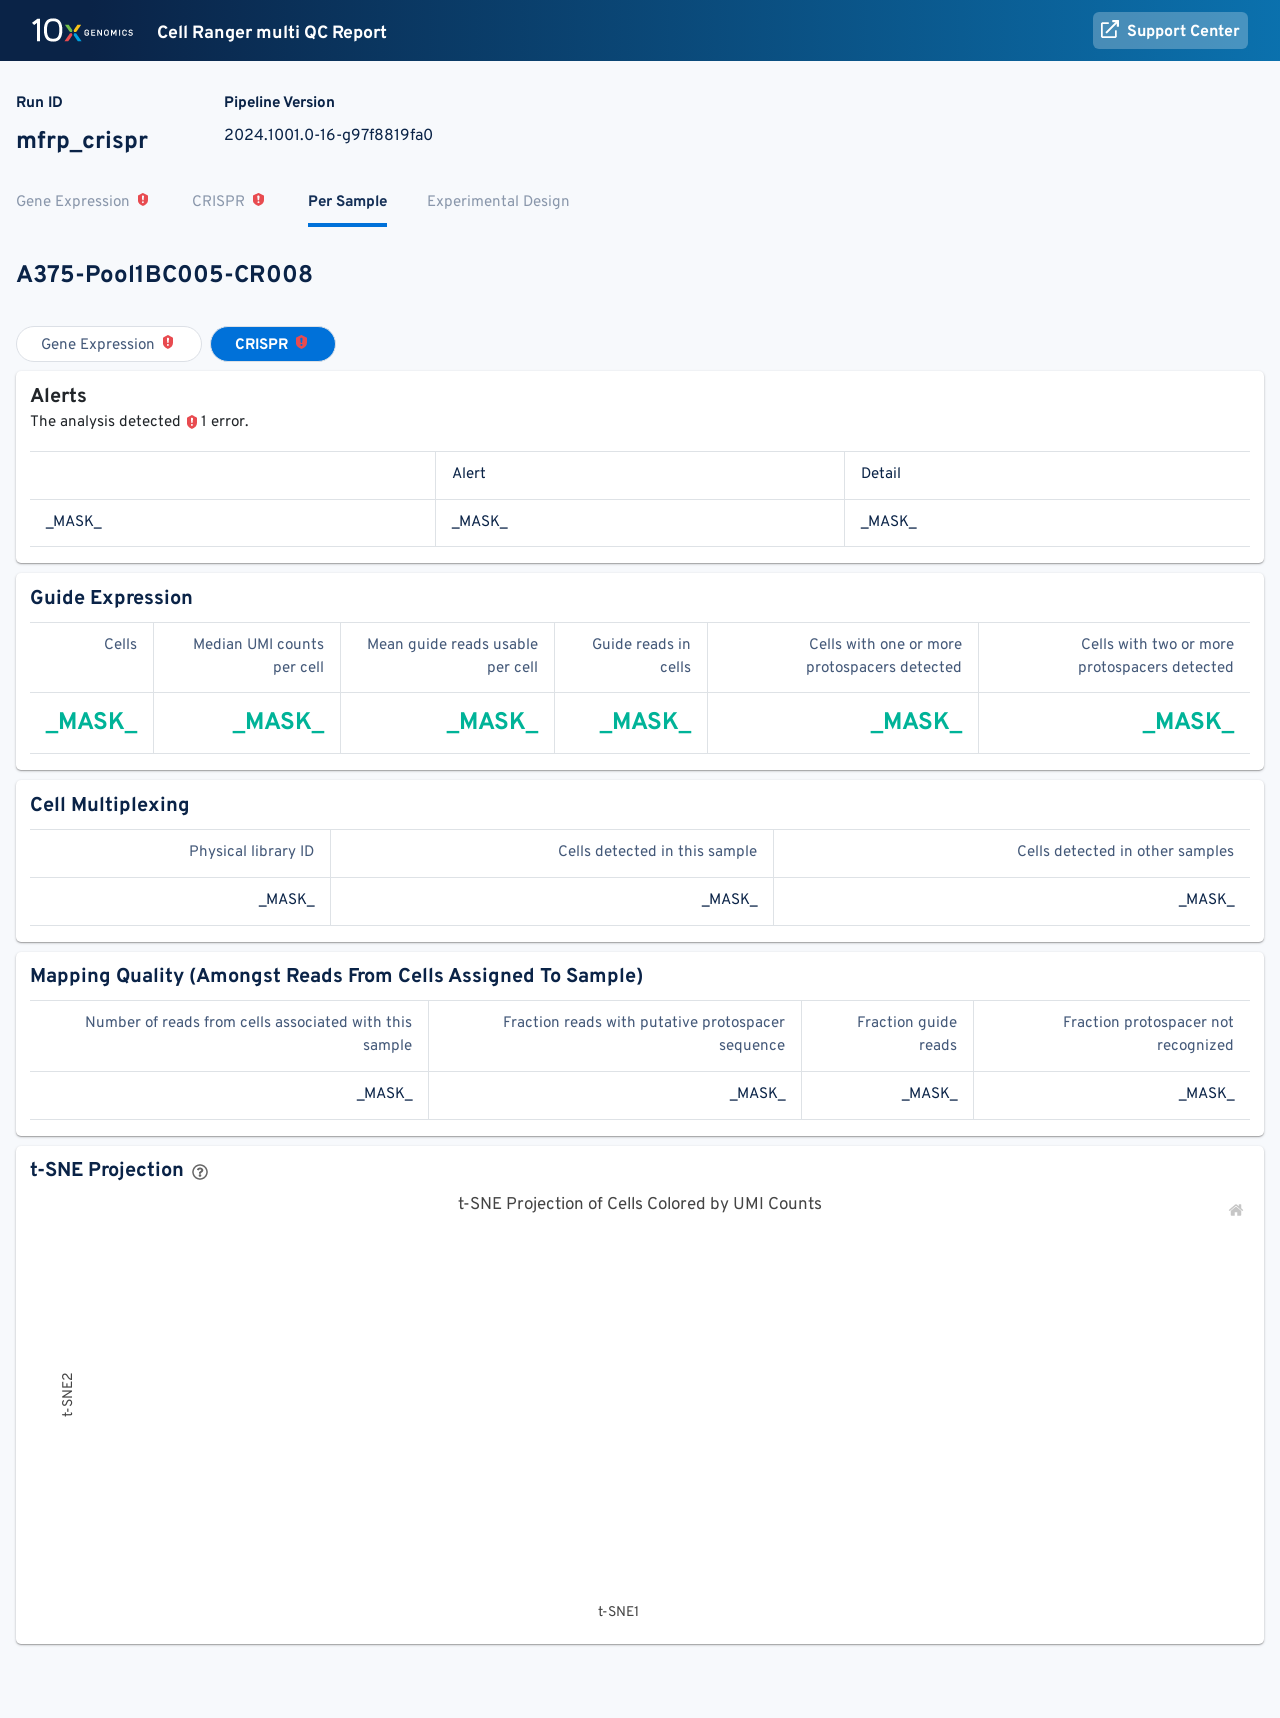 10x GENOMICS Cell Ranger multi QC Report Support Center
Run ID Pipeline Version
mfrp_crispr 2024.1001.0-16-g97f8819fa0
Gene Expression CRISPR Per Sample Experimental Design
A375-Pool1BC005-CR008
Gene Expression CRISPR
Alerts
The analysis detected 1 error.
Alert Detail
_MASK_ _MASK_ _MASK_
Guide Expression
Cells Median UMI counts per cell Mean guide reads usable per cell Guide reads in cells Cells with one or more protospacers detected Cells with two or more protospacers detected
_MASK_ _MASK_ _MASK_ _MASK_ _MASK_ _MASK_
Cell Multiplexing
Physical library ID Cells detected in this sample Cells detected in other samples
_MASK_ _MASK_ _MASK_
Mapping Quality (Amongst Reads From Cells Assigned To Sample)
Number of reads from cells associated with this sample Fraction reads with putative protospacer sequence Fraction guide reads Fraction protospacer not recognized
_MASK_ _MASK_ _MASK_ _MASK_
t-SNE Projection ?
t-SNE Projection of Cells Colored by UMI Counts
t-SNE2
t-SNE1